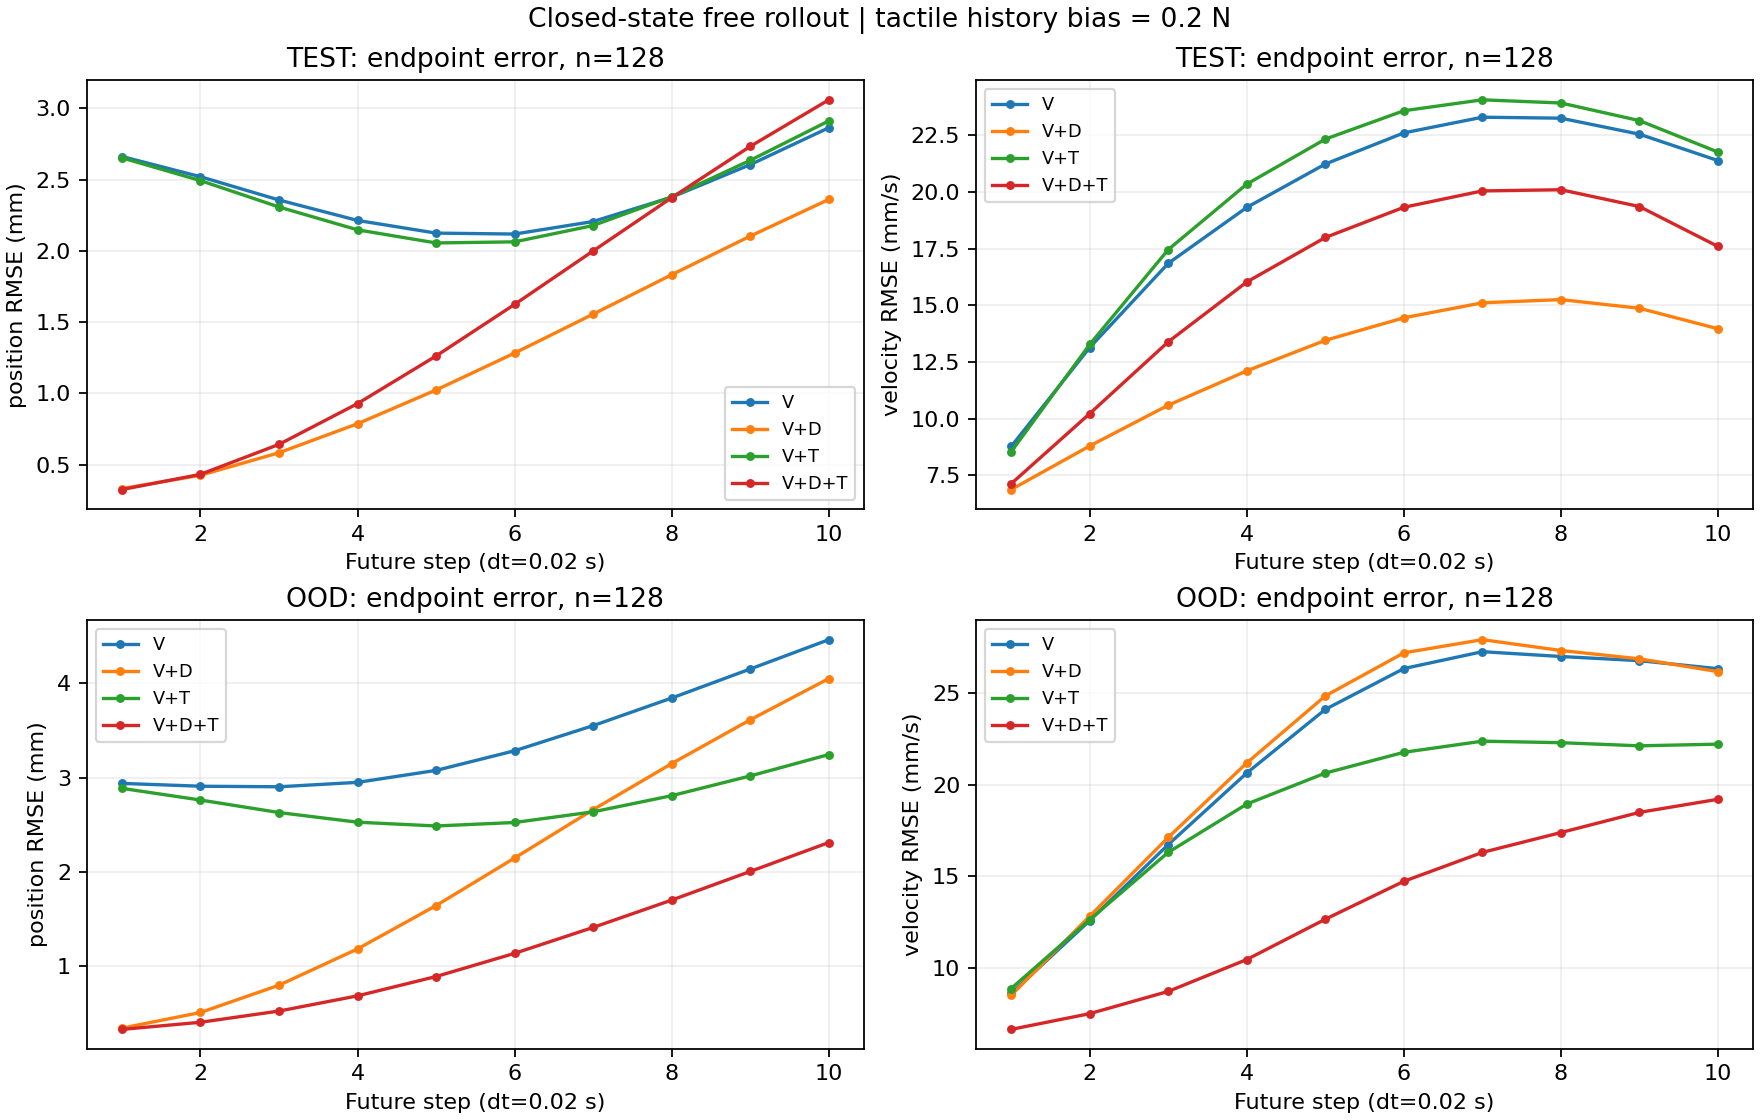 Closed-state free rollout | tactile history bias = 0.2 N
TEST: endpoint error, n=128
position RMSE (mm)
3.0
2.5
2.0
1.5
1.0
0.5
V
V+D
V+T
V+D+T
2 4 6 8 10
Future step (dt=0.02 s)
TEST: endpoint error, n=128
velocity RMSE (mm/s)
22.5
20.0
17.5
15.0
12.5
10.0
7.5
V
V+D
V+T
V+D+T
2 4 6 8 10
Future step (dt=0.02 s)
OOD: endpoint error, n=128
position RMSE (mm)
4
3
2
1
V
V+D
V+T
V+D+T
2 4 6 8 10
Future step (dt=0.02 s)
OOD: endpoint error, n=128
velocity RMSE (mm/s)
25
20
15
10
V
V+D
V+T
V+D+T
2 4 6 8 10
Future step (dt=0.02 s)